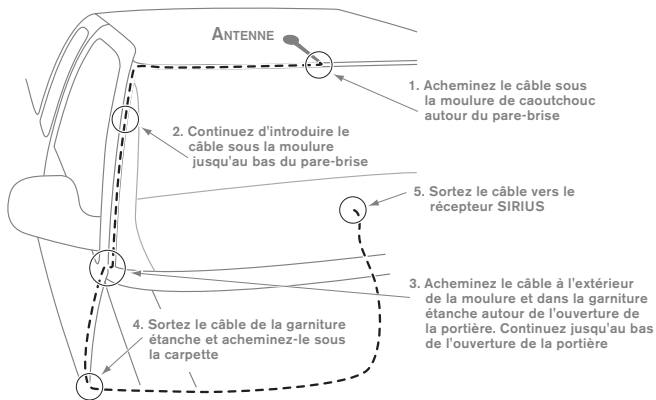 ANTENNE
1. Acheminez le câble sous
la moulure de caoutchouc
autour du pare-brise
2. Continuez d'introduire le
câble sous la moulure
jusqu'au bas du pare-brise
5. Sortez le câble vers le
récepteur SIRIUS
3. Acheminez le câble à l'extérieur
de la moulure et dans la garniture
étanche autour de l'ouverture de
la portière. Continuez jusqu'au bas
de l'ouverture de la portière
4. Sortez le câble de la garniture
étanche et acheminez-le sous
la carpette